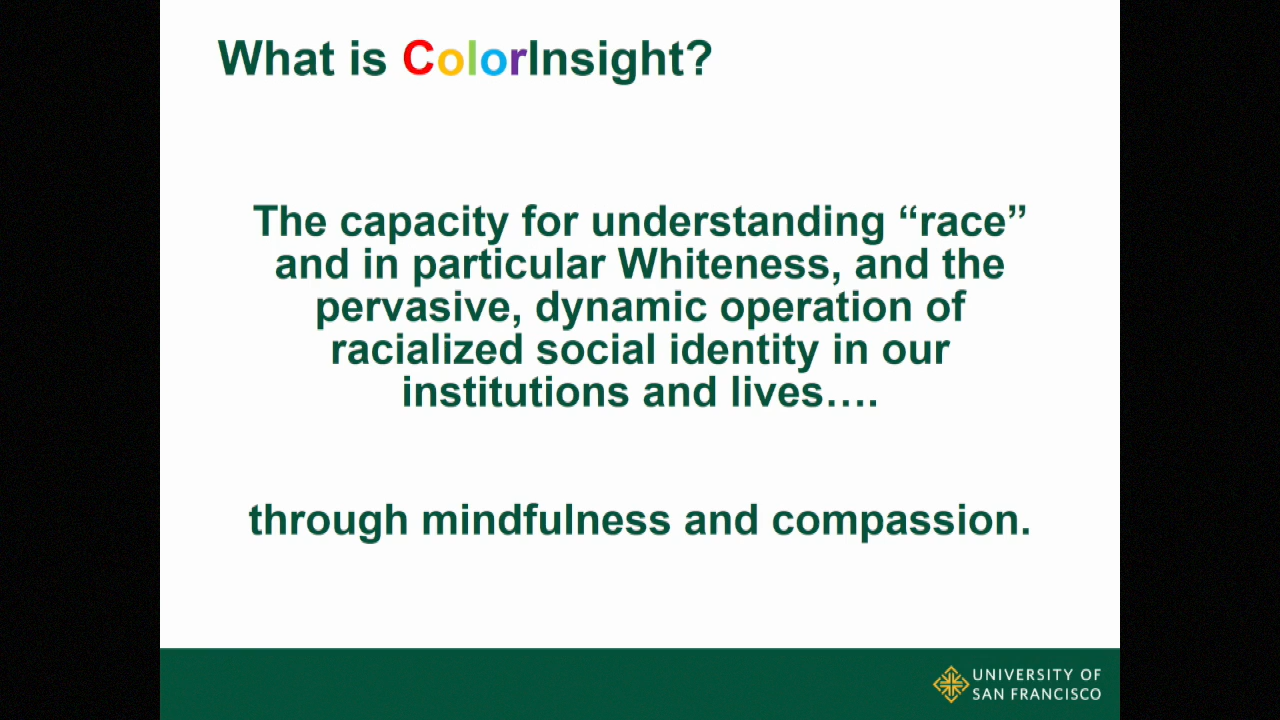 What is ColorInsight?
The capacity for understanding “race”
and in particular Whiteness, and the
pervasive, dynamic operation of
racialized social identity in our
institutions and lives….
through mindfulness and compassion.
UNIVERSITY OF
SAN FRANCISCO